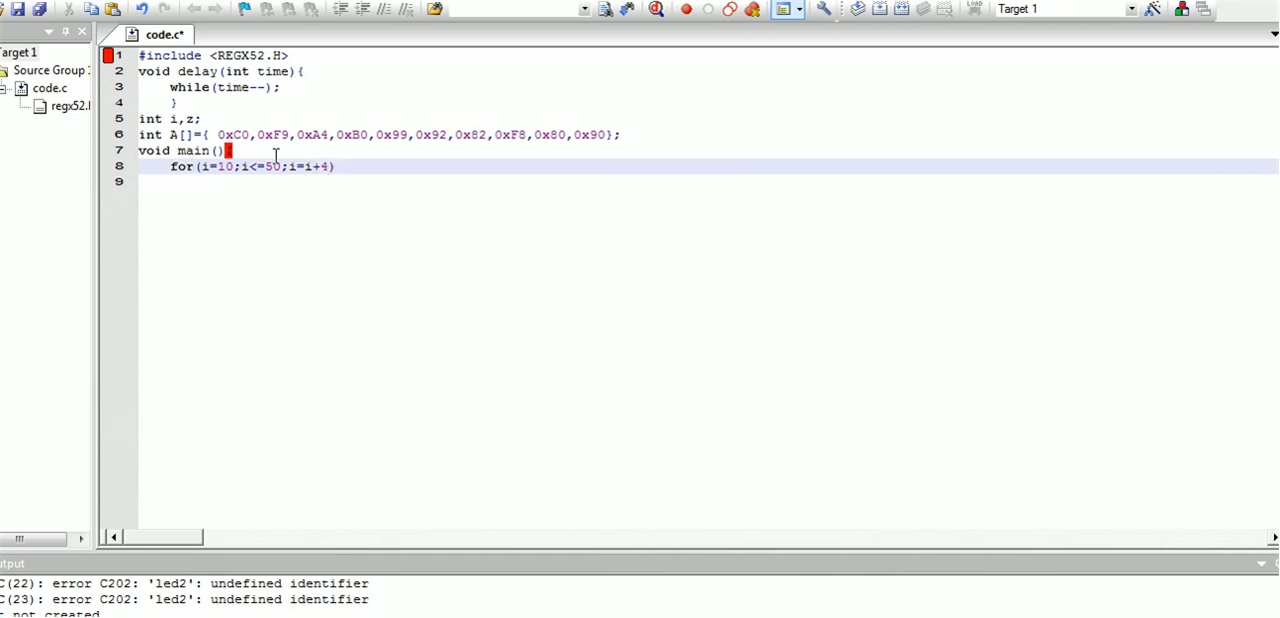 Target 1
code.c*
arget 1
Source Group 1
code.c
regx52.l
1 #include <REGX52.H>
2 void delay(int time){
3 while(time--);
4 }
5 int i,z;
6 int A[]={ 0xC0,0xF9,0xA4,0xB0,0x99,0x92,0x82,0xF8,0x80,0x90};
7 void main(){
8 for(i=10;i<=50;i=i+4)
9
utput
C(22): error C202: 'led2': undefined identifier
C(23): error C202: 'led2': undefined identifier
t not created